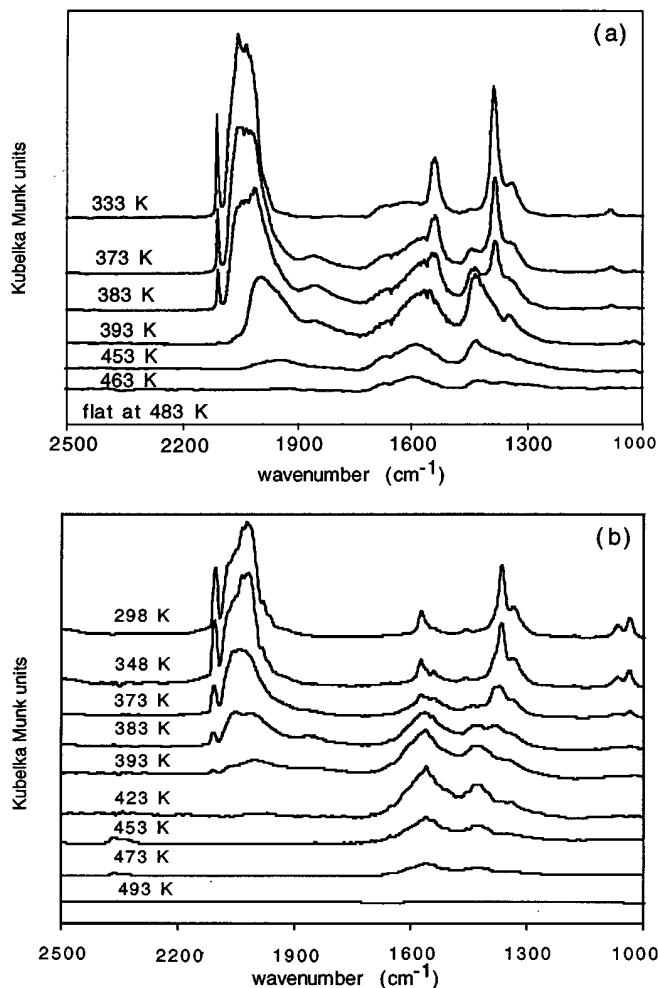 (a)
Kubelka Munk units
333 K
373 K
383 K
393 K
453 K
463 K
flat at 483 K
2500 2200 1900 1600 1300 1000
wavenumber (cm⁻¹)
(b)
Kubelka Munk units
298 K
348 K
373 K
383 K
393 K
423 K
453 K
473 K
493 K
2500 2200 1900 1600 1300 1000
wavenumber (cm⁻¹)